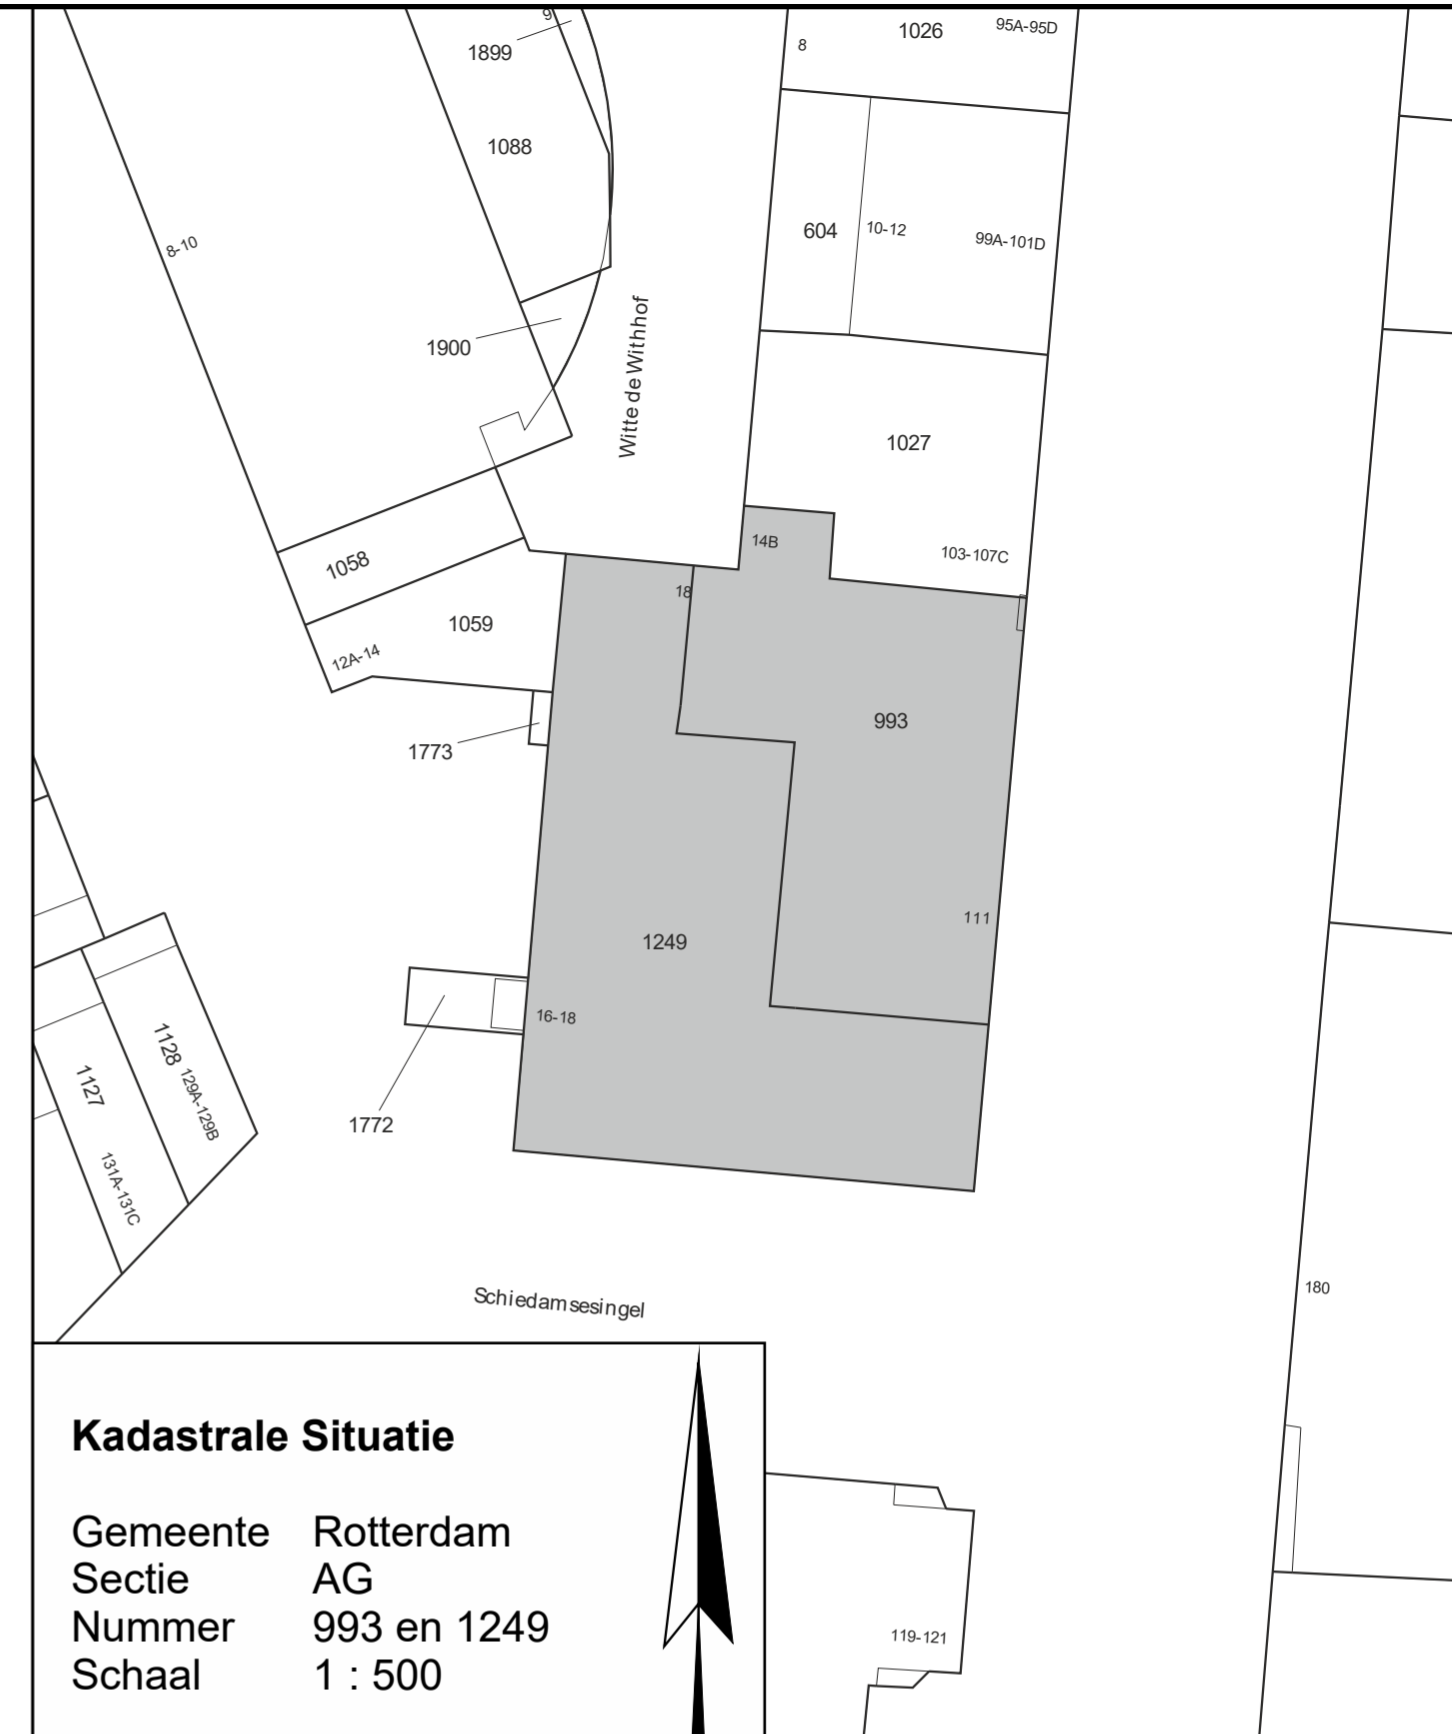 9
1899
1026
95A-95D
8
1088
604
10-12
99A-101D
8-10
1900
Witte de Withhof
1027
14B
103-107C
1058
18
1059
12A-14
993
1773
111
1249
16-18
1128
129A-129B
1127
131A-131C
1772
180
Schiedamsesingel
Kadastrale Situatie
Gemeente Rotterdam
Sectie AG
Nummer 993 en 1249
Schaal 1 : 500
119-121